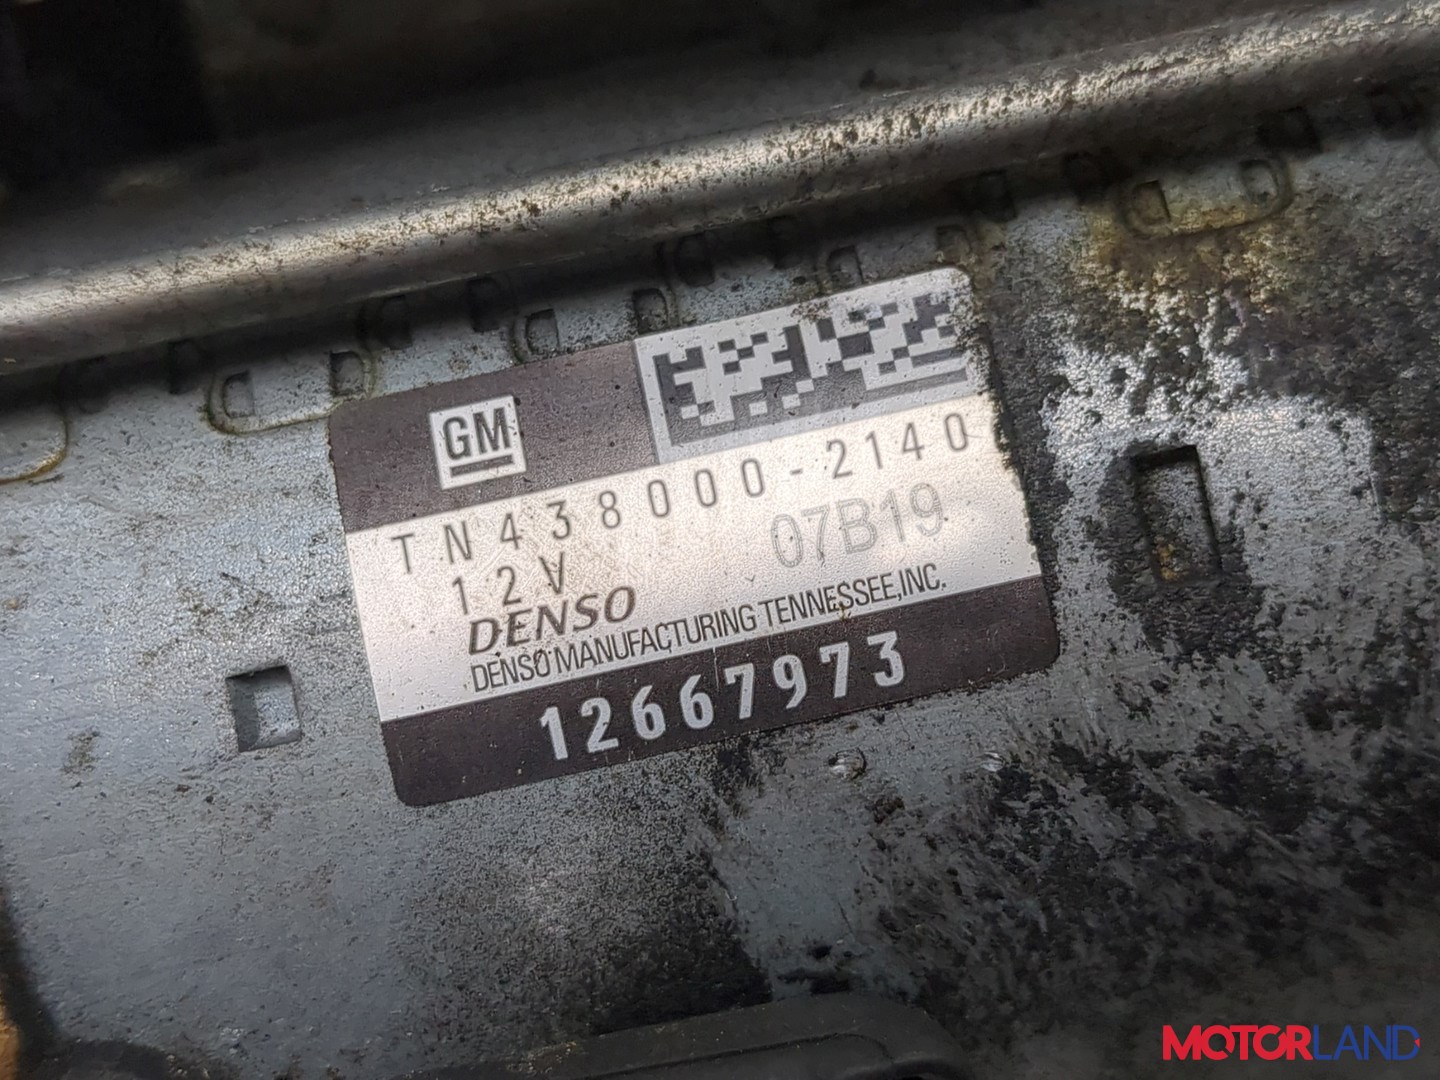 GM
TN438000-2140
12V 07B19
DENSO
DENSO MANUFACTURING TENNESSEE, INC.
12667973
MOTORLAND